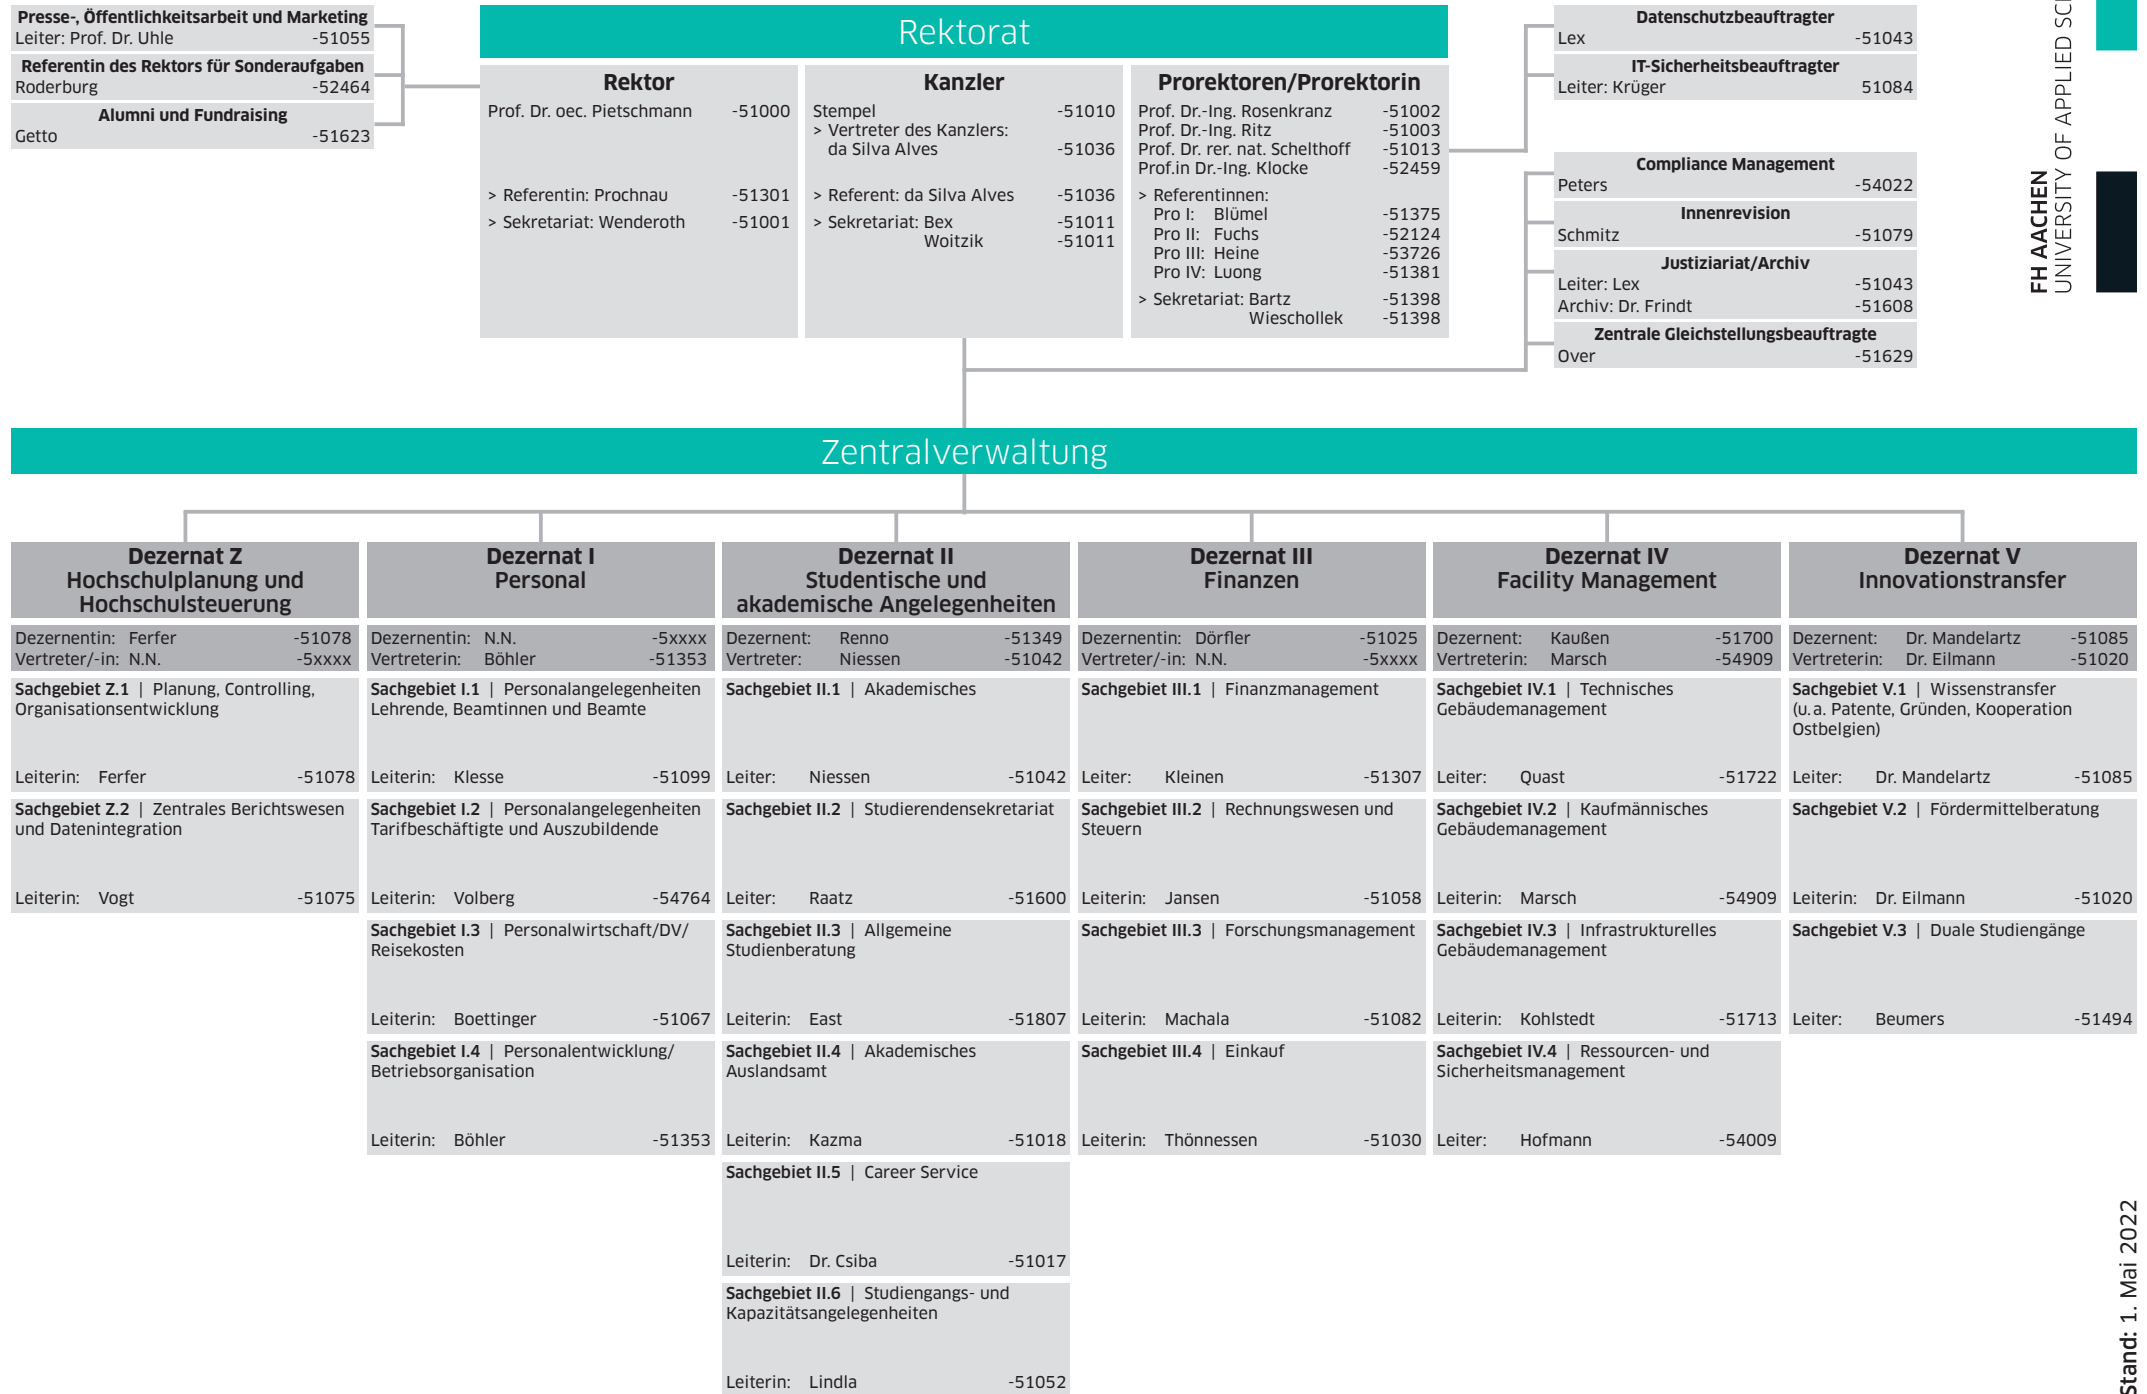 Presse-, Öffentlichkeitsarbeit und Marketing
Leiter: Prof. Dr. Uhle -51055
Referentin des Rektors für Sonderaufgaben
Roderburg -52464
Alumni und Fundraising
Getto -51623
Rektorat
Rektor
Prof. Dr. oec. Pietschmann -51000
> Referentin: Prochnau -51301
> Sekretariat: Wenderoth -51001
Kanzler
Stempel -51010
> Vertreter des Kanzlers:
da Silva Alves -51036
> Referent: da Silva Alves -51036
> Sekretariat: Bex -51011
Woitzik -51011
Prorektoren/Prorektorin
Prof. Dr.-Ing. Rosenkranz -51002
Prof. Dr.-Ing. Ritz -51003
Prof. Dr. rer. nat. Schelthoff -51013
Prof.in Dr.-Ing. Klocke -52459
> Referentinnen:
Pro I: Blümel -51375
Pro II: Fuchs -52124
Pro III: Heine -53726
Pro IV: Luong -51381
> Sekretariat: Bartz -51398
Wieschollek -51398
Datenschutzbeauftragter
Lex -51043
IT-Sicherheitsbeauftragter
Leiter: Krüger 51084
Compliance Management
Peters -54022
Innenrevision
Schmitz -51079
Justiziariat/Archiv
Leiter: Lex -51043
Archiv: Dr. Frindt -51608
Zentrale Gleichstellungsbeauftragte
Over -51629
FH AACHEN
UNIVERSITY OF APPLIED
Zentralverwaltung
Dezernat Z
Hochschulplanung und
Hochschulsteuerung
Dezernentin: Ferfer -51078
Vertreter/-in: N.N. -5xxxx
Sachgebiet Z.1 | Planung, Controlling,
Organisationsentwicklung
Leiterin: Ferfer -51078
Sachgebiet Z.2 | Zentrales Berichtswesen
und Datenintegration
Leiterin: Vogt -51075
Dezernat I
Personal
Dezernentin: N.N. -5xxxx
Vertreterin: Böhler -51353
Sachgebiet I.1 | Personalangelegenheiten
Lehrende, Beamtinnen und Beamte
Leiterin: Klesse -51099
Sachgebiet I.2 | Personalangelegenheiten
Tarifbeschäftigte und Auszubildende
Leiterin: Volberg -54764
Sachgebiet I.3 | Personalwirtschaft/DV/
Reisekosten
Leiterin: Boettinger -51067
Sachgebiet I.4 | Personalentwicklung/
Betriebsorganisation
Leiterin: Böhler -51353
Dezernat II
Studentische und
akademische Angelegenheiten
Dezernent: Renno -51349
Vertreter: Niessen -51042
Sachgebiet II.1 | Akademisches
Leiter: Niessen -51042
Sachgebiet II.2 | Studierendensekretariat
Leiter: Raatz -51600
Sachgebiet II.3 | Allgemeine
Studienberatung
Leiterin: East -51807
Sachgebiet II.4 | Akademisches
Auslandsamt
Leiterin: Kazma -51018
Sachgebiet II.5 | Career Service
Leiterin: Dr. Csiba -51017
Sachgebiet II.6 | Studiengangs- und
Kapazitätsangelegenheiten
Leiterin: Lindla -51052
Dezernat III
Finanzen
Dezernentin: Dörfler -51025
Vertreter/-in: N.N. -5xxxx
Sachgebiet III.1 | Finanzmanagement
Leiter: Kleinen -51307
Sachgebiet III.2 | Rechnungswesen und
Steuern
Leiterin: Jansen -51058
Sachgebiet III.3 | Forschungsmanagement
Leiterin: Machala -51082
Sachgebiet III.4 | Einkauf
Leiterin: Thönnessen -51030
Dezernat IV
Facility Management
Dezernent: Kaußen -51700
Vertreterin: Marsch -54909
Sachgebiet IV.1 | Technisches
Gebäudemanagement
Leiter: Quast -51722
Sachgebiet IV.2 | Kaufmännisches
Gebäudemanagement
Leiterin: Marsch -54909
Sachgebiet IV.3 | Infrastrukturelles
Gebäudemanagement
Leiterin: Kohlstedt -51713
Sachgebiet IV.4 | Ressourcen- und
Sicherheitsmanagement
Leiter: Hofmann -54009
Dezernat V
Innovationstransfer
Dezernent: Dr. Mandelartz -51085
Vertreterin: Dr. Eilmann -51020
Sachgebiet V.1 | Wissenstransfer
(u. a. Patente, Gründen, Kooperation
Ostbelgien)
Leiter: Dr. Mandelartz -51085
Sachgebiet V.2 | Fördermittelberatung
Leiterin: Dr. Eilmann -51020
Sachgebiet V.3 | Duale Studiengänge
Leiter: Beumers -51494
Stand: 1. Mai 2022